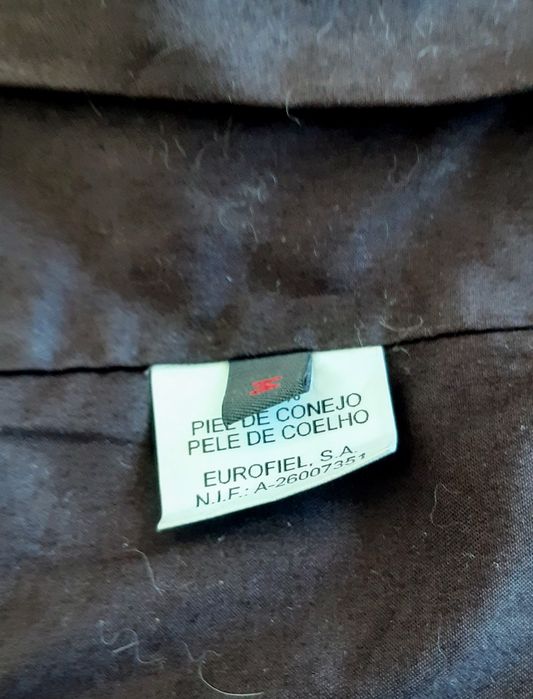 %
PIEL DE CONEJO
PELE DE COELHO
EUROFIEL, S.A.
N.I.F.: A-26007351